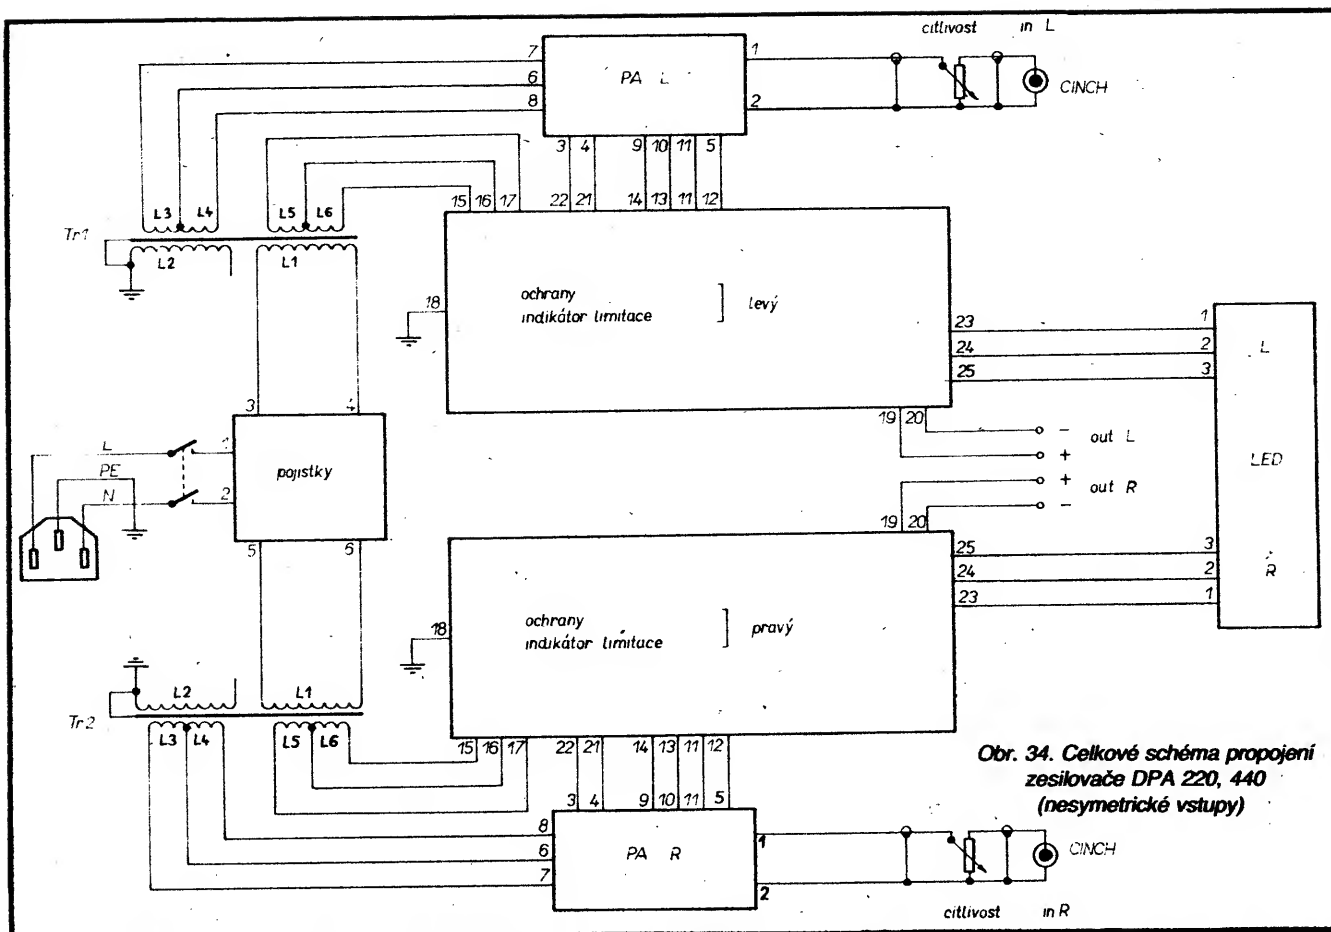 citlivost in L
7 PA L 1
6 CINCH
8 2
3 4 9 10 11 5
15 16 17 22 21 14 13 11 12
L3 L4 L5 L6
Tr1
L2 L1
18 ochrany
indikátor limitace ] levý
23 1
24 2 L
25 3
19 20
- out L
+
LED
+ out R
-
3 4
L 1
PE pojistky
N 2
5 6
19 20
25 3
24 2 R
23 1
18 ochrany
indikátor limitace ] pravý
L2 L1
Tr2
L3 L4 L5 L6
15 16 17 22 21 14 13 11 12
3 4 9 10 11 5
Obr. 34. Celkové schéma propojení
zesilovače DPA 220, 440
(nesymetrické vstupy)
8 1
6 PA R CINCH
7 2
citlivost in R